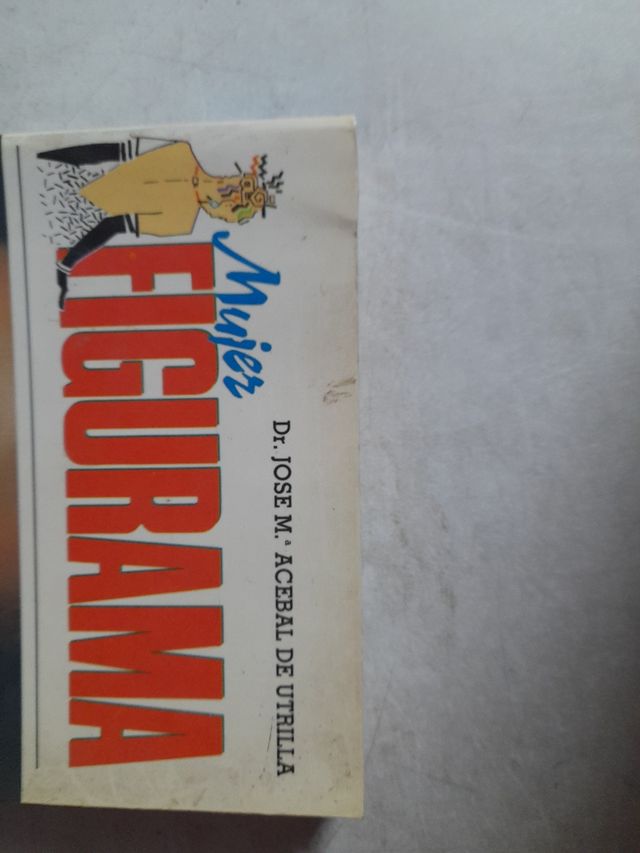 Dr. JOSE M.ª ACEBAL DE UTRILLA
Mujer
FIGURAMA